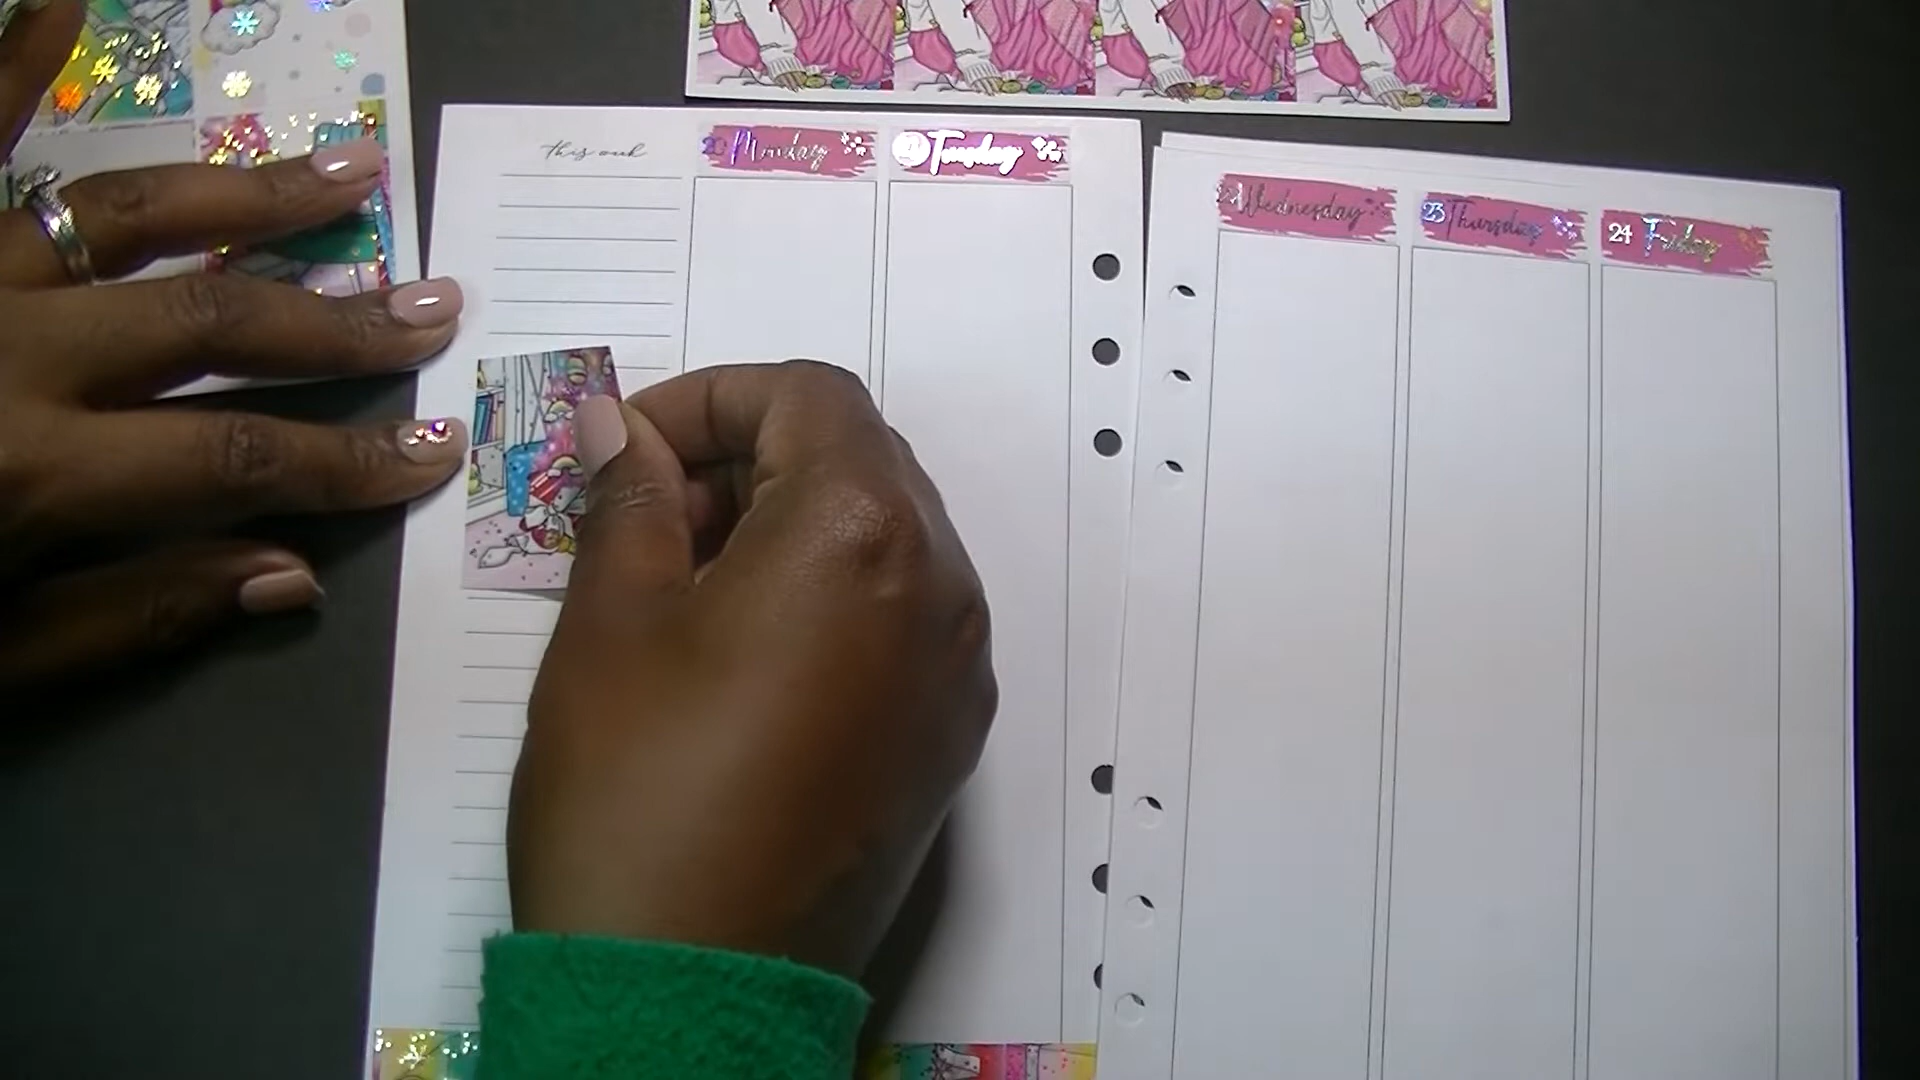 this week
20 Monday
21 Tuesday
22 Wednesday
23 Thursday
24 Friday